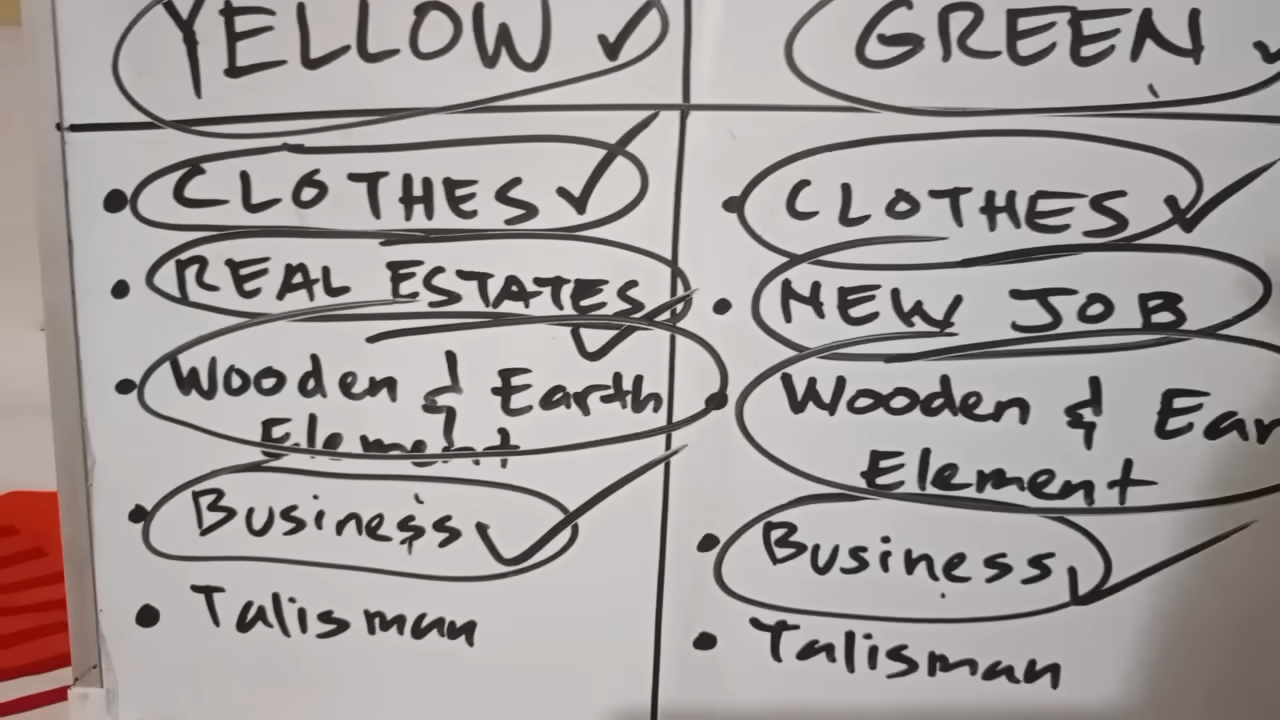 YELLOW ✓
• CLOTHES ✓
• REAL ESTATES ✓
• Wooden & Earth
Element
• Business ✓
• Talisman
GREEN ✓
• CLOTHES ✓
• NEW JOB
• Wooden & Ear
Element
• Business ✓
• Talisman